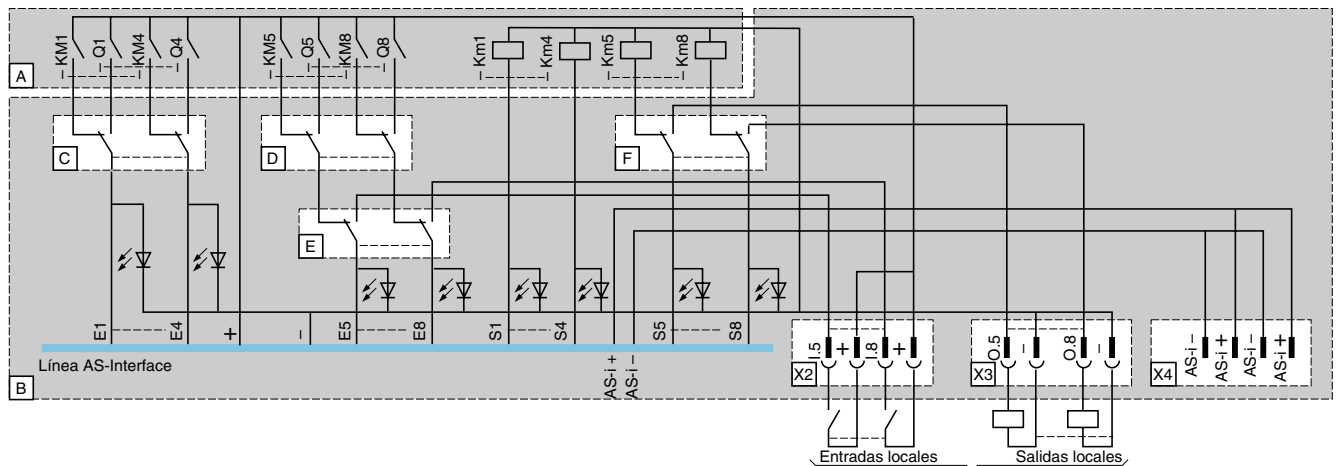 KM1
Q1
KM4
Q4
KM5
Q5
KM8
Q8
Km1
Km4
Km5
Km8
A
C
D
F
E
E1
E4
+
–
E5
E8
S1
S4
S5
S8
Línea AS-Interface
AS-i +
AS-i –
B
X2
I.5
+
I.8
+
X3
O.5
–
O.8
–
X4
AS-i –
AS-i +
AS-i –
AS-i +
Entradas locales
Salidas locales